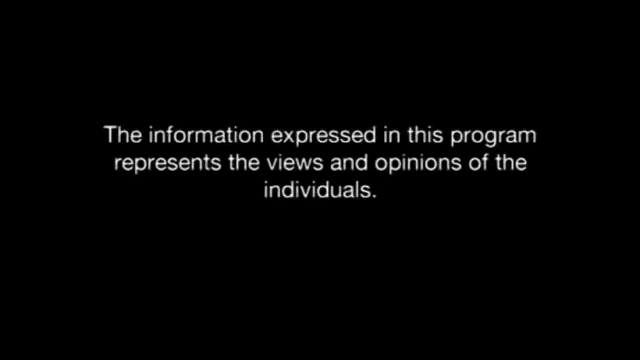 The information expressed in this program
represents the views and opinions of the
individuals.